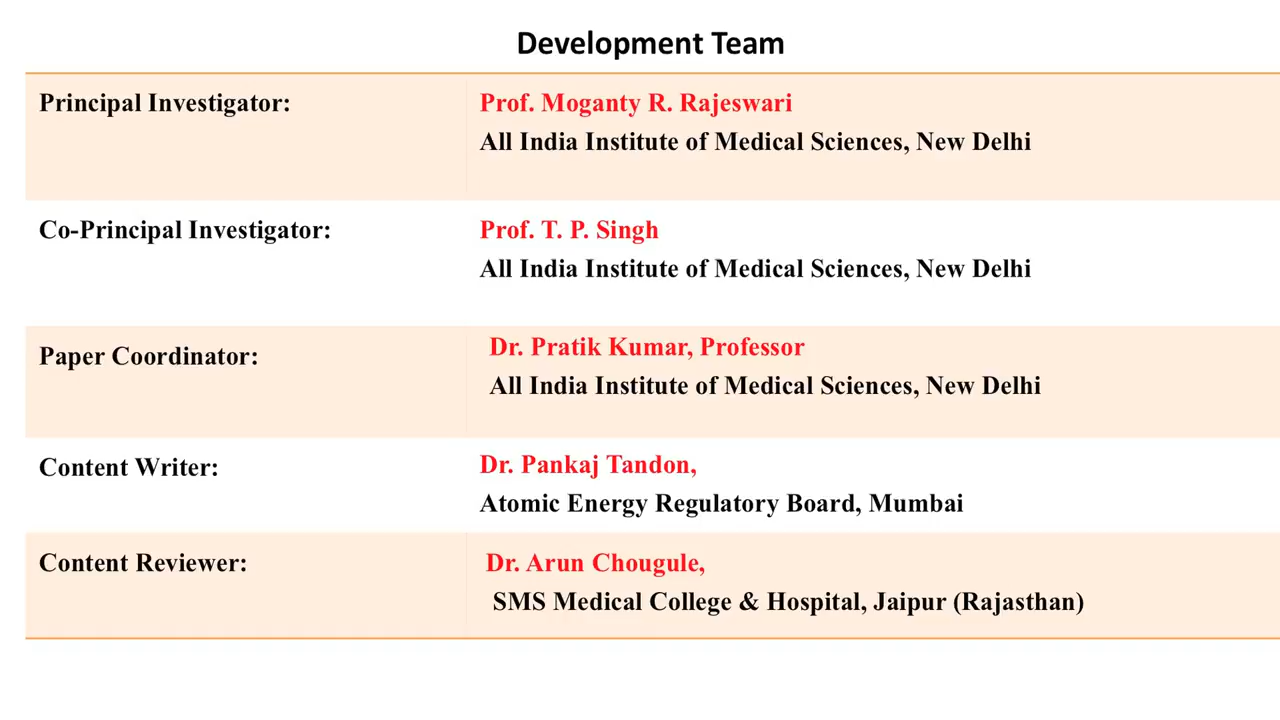 Development Team
Principal Investigator:
Prof. Moganty R. Rajeswari
All India Institute of Medical Sciences, New Delhi
Co-Principal Investigator:
Prof. T. P. Singh
All India Institute of Medical Sciences, New Delhi
Paper Coordinator:
Dr. Pratik Kumar, Professor
All India Institute of Medical Sciences, New Delhi
Content Writer:
Dr. Pankaj Tandon,
Atomic Energy Regulatory Board, Mumbai
Content Reviewer:
Dr. Arun Chougule,
SMS Medical College & Hospital, Jaipur (Rajasthan)